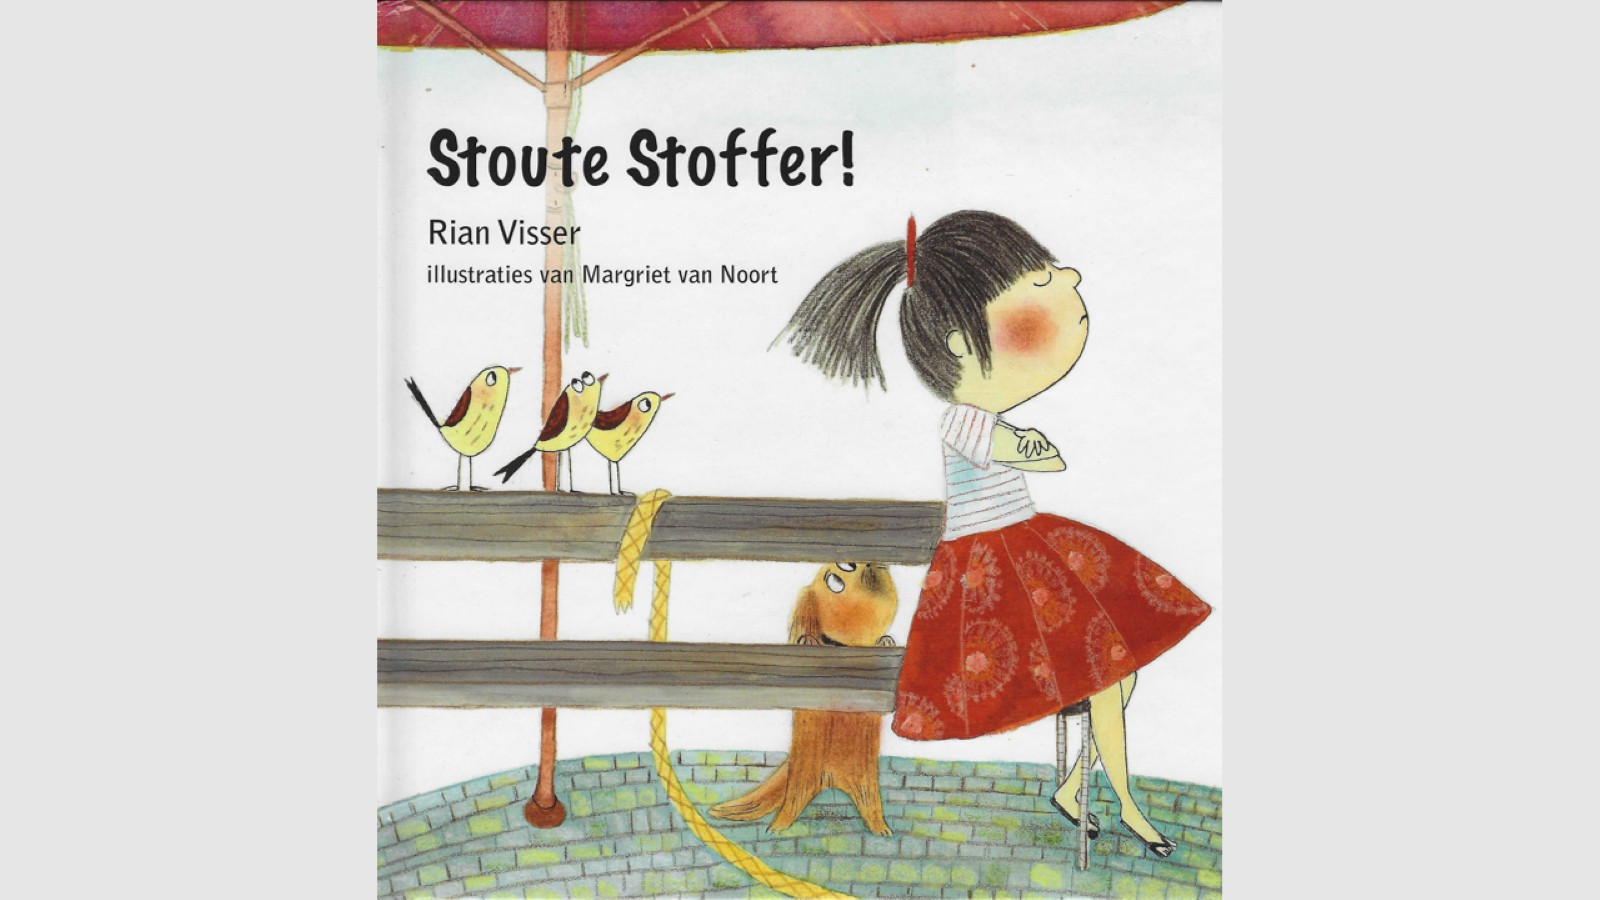 Stoute Stoffer!
Rian Visser
illustraties van Margriet van Noort